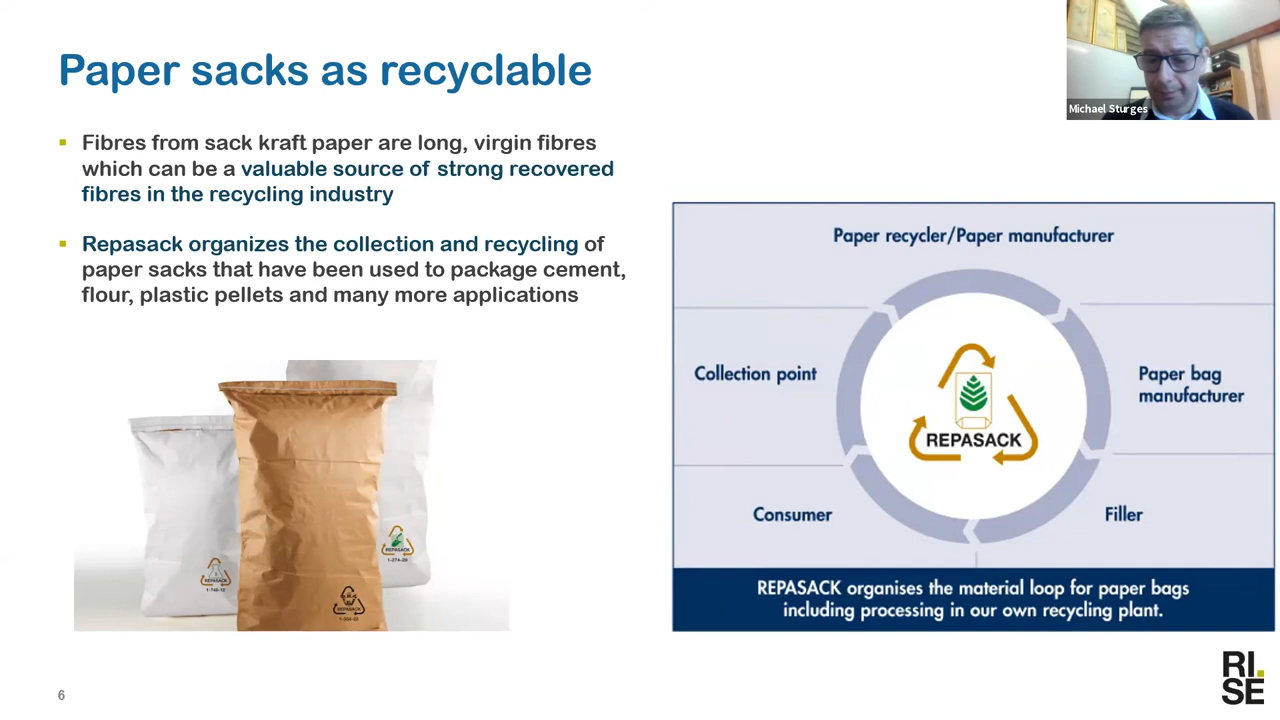 Paper sacks as recyclable
Michael Sturges
Fibres from sack kraft paper are long, virgin fibres
which can be a valuable source of strong recovered
fibres in the recycling industry
Repasack organizes the collection and recycling of
paper sacks that have been used to package cement,
flour, plastic pellets and many more applications
Paper recycler/Paper manufacturer
Collection point
Paper bag
manufacturer
REPASACK
Consumer
Filler
REPASACK organises the material loop for paper bags
including processing in our own recycling plant.
REPASACK
REPASACK
REPASACK
6
RI.
SE